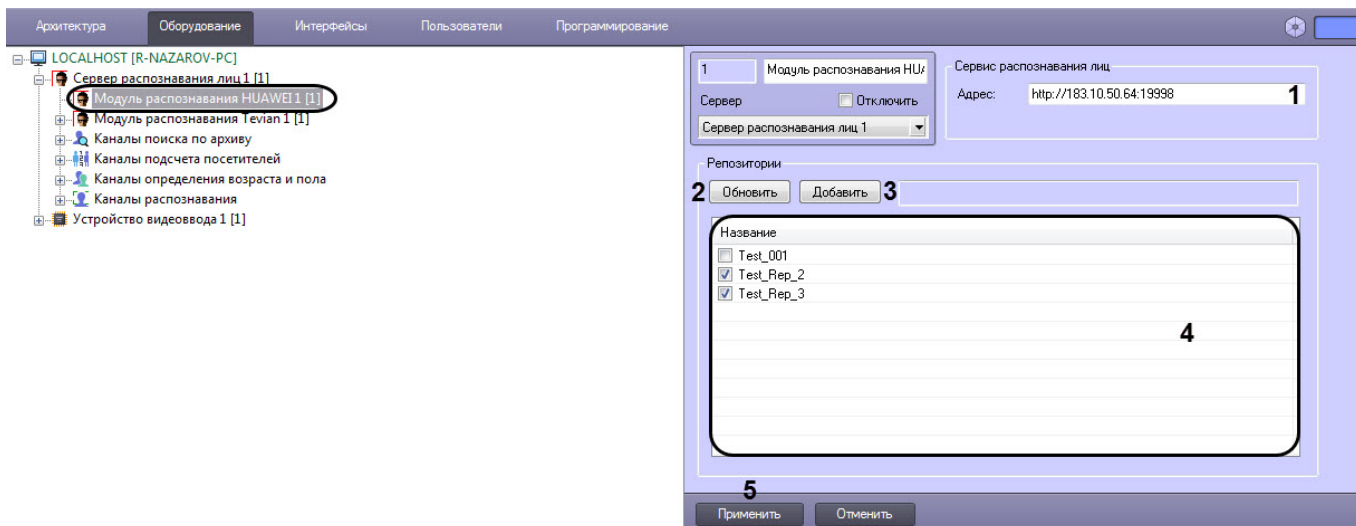 Архитектура Оборудование Интерфейсы Пользователи Программирование
LOCALHOST [R-NAZAROV-PC]
Сервер распознавания лиц 1 [1]
Модуль распознавания HUAWEI 1 [1]
Модуль распознавания Tevian 1 [1]
Каналы поиска по архиву
Каналы подсчета посетителей
Каналы определения возраста и пола
Каналы распознавания
Устройство видеоввода 1 [1]
1 Модуль распознавания HUA
Сервер Отключить
Сервер распознавания лиц 1
Сервис распознавания лиц
Адрес: http://183.10.50.64:19998 1
Репозитории
2 Обновить Добавить 3
Название
Test_001
Test_Rep_2
Test_Rep_3
4
5
Применить Отменить